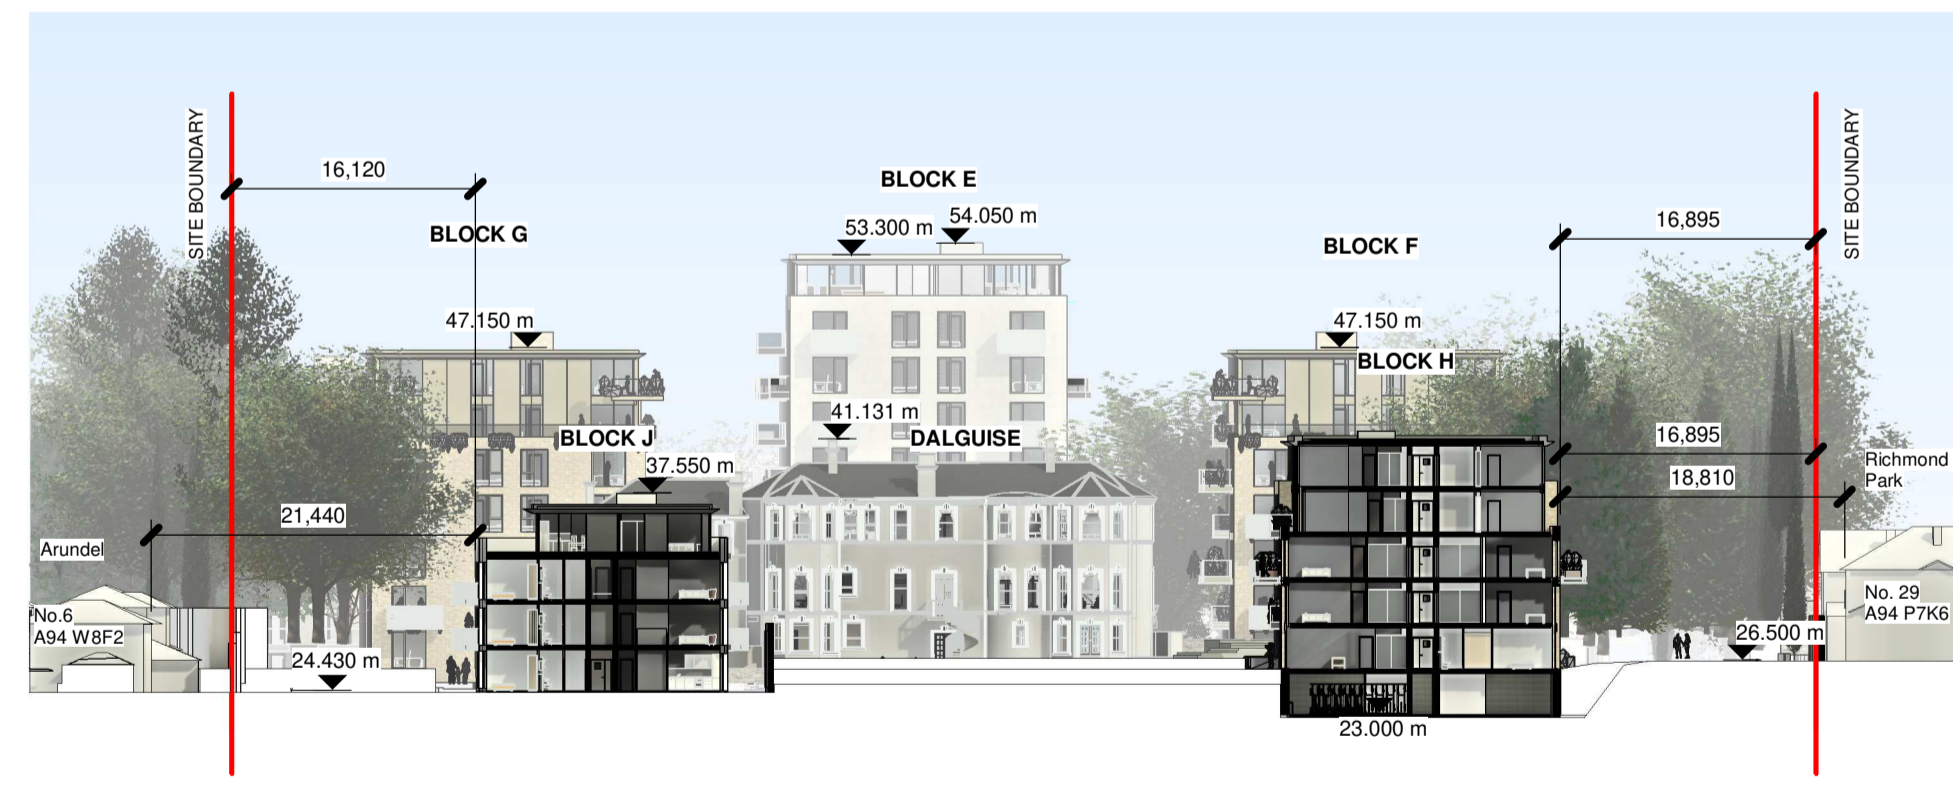 SITE BOUNDARY
16,120
BLOCK G
BLOCK E
53.300 m
54.050 m
BLOCK F
16,895
SITE BOUNDARY
47.150 m
47.150 m
BLOCK H
41.131 m
BLOCK J
DALGUISE
37.550 m
16,895
18,810
Richmond
Park
21,440
Arundel
No.6
A94 W8F2
No. 29
A94 P7K6
24.430 m
26.500 m
23.000 m